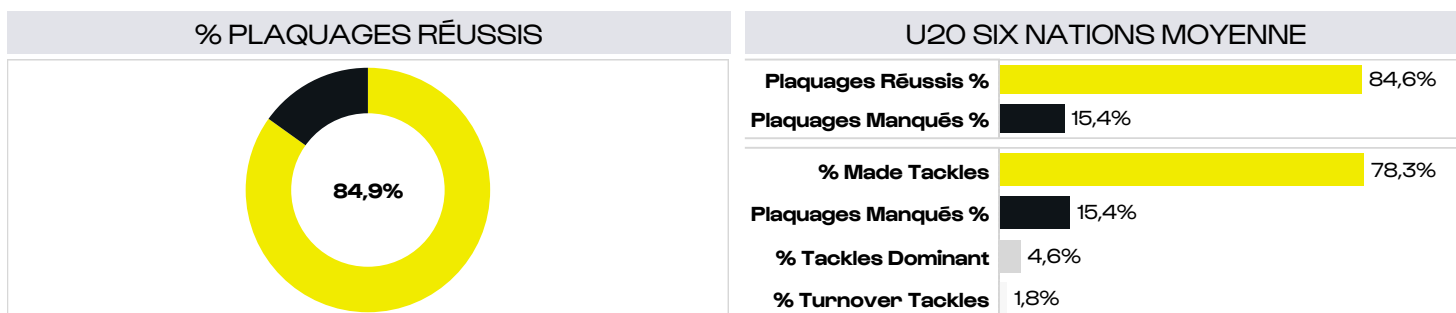 % PLAQUAGES RÉUSSIS
84,9%
U20 SIX NATIONS MOYENNE
Plaquages Réussis % 84,6%
Plaquages Manqués % 15,4%
% Made Tackles 78,3%
Plaquages Manqués % 15,4%
% Tackles Dominant 4,6%
% Turnover Tackles 1,8%